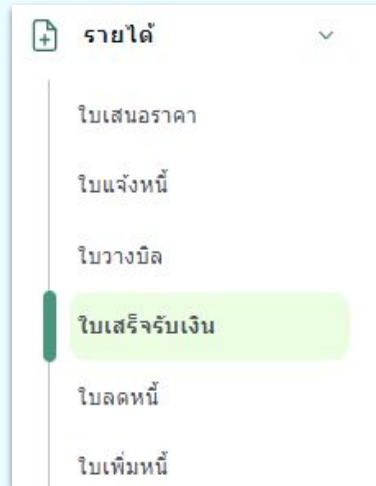 รายได้
ใบเสนอราคา
ใบแจ้งหนี้
ใบวางบิล
ใบเสร็จรับเงิน
ใบลดหนี้
ใบเพิ่มหนี้